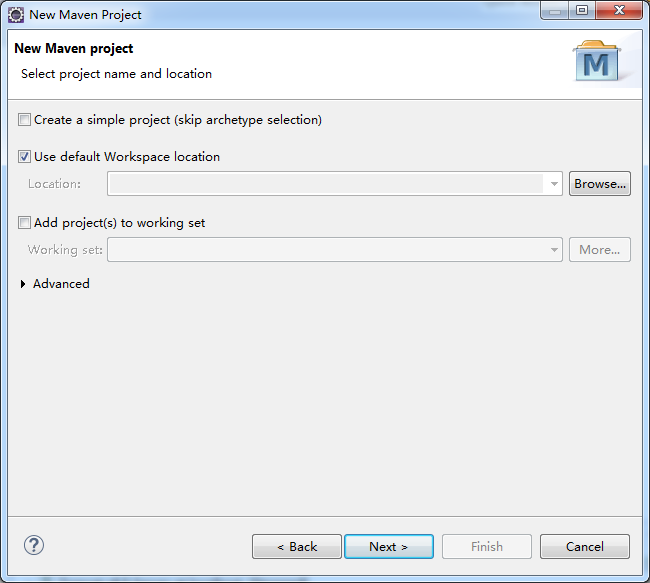 New Maven Project
New Maven project
Select project name and location
M
Create a simple project (skip archetype selection)
Use default Workspace location
Location:
Browse...
Add project(s) to working set
Working set:
More...
Advanced
?
< Back
Next >
Finish
Cancel